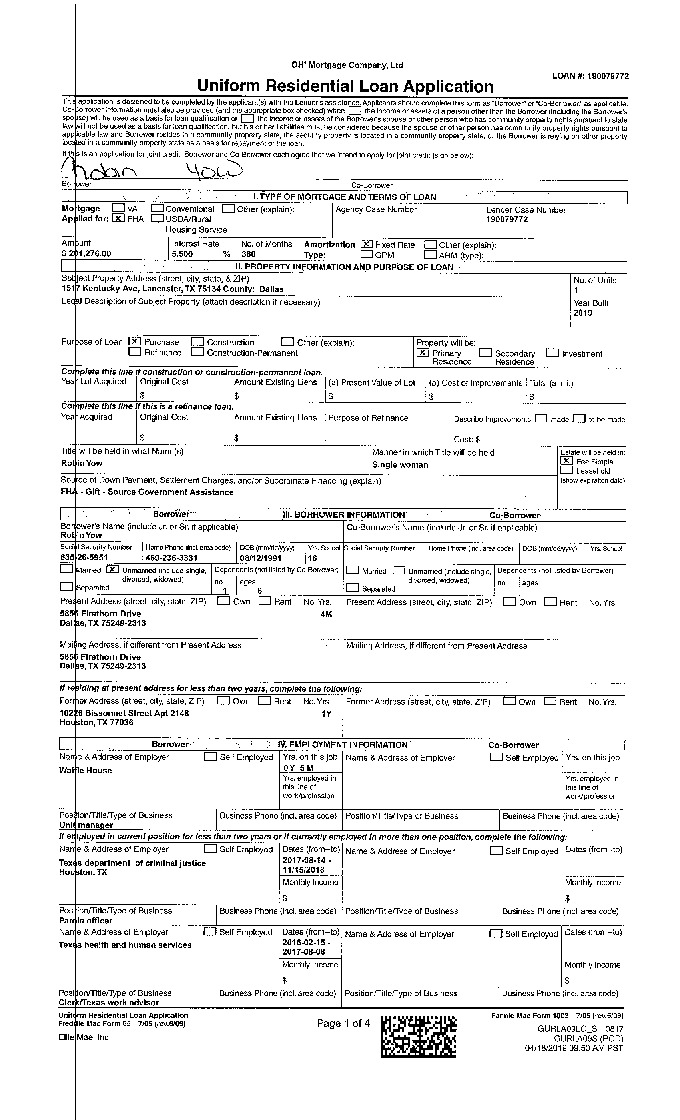 OH' Mortgage Company, Ltd
LOAN #: 190079772
Uniform Residential Loan Application
This application is designed to be completed by the applicant(s) with the Lender's assistance. Applicants should complete this form as "Borrower" or "Co-Borrower" as applicable.
Co-Borrower information must also be provided (and the appropriate box checked) when the income or assets of a person other than the Borrower (including the Borrower's
spouse) will be used as a basis for loan qualification or the income or assets of the Borrower's spouse or other person who has community property rights pursuant to state
law will not be used as a basis for loan qualification, but his or her liabilities must be considered because the spouse or other person has community property rights pursuant to
applicable law and Borrower resides in a community property state, the security property is located in a community property state, or the Borrower is relying on other property
located in a community property state as a basis for repayment of the loan.
If this is an application for joint credit, Borrower and Co-Borrower each agree that we intend to apply for joint credit (sign below):
Borrower Co-Borrower
I. TYPE OF MORTGAGE AND TERMS OF LOAN
Mortgage VA Conventional Other (explain): Agency Case Number Lender Case Number
Applied for: X FHA USDA/Rural 190079772
Housing Service
Amount Interest Rate No. of Months Amortization X Fixed Rate Other (explain):
$ 201,276.00 5.500 % 360 Type: GPM ARM (type):
II. PROPERTY INFORMATION AND PURPOSE OF LOAN
Subject Property Address (street, city, state, & ZIP) No. of Units
1517 Kentucky Ave, Lancaster, TX 75134 County: Dallas 1
Legal Description of Subject Property (attach description if necessary) Year Built
2019
Purpose of Loan X Purchase Construction Other (explain): Property will be:
Refinance Construction-Permanent X Primary Residence Secondary Residence Investment
Complete this line if construction or construction-permanent loan.
Year Lot Acquired Original Cost Amount Existing Liens (a) Present Value of Lot (b) Cost of Improvements Total (a+b)
$ $ $ $ $
Complete this line if this is a refinance loan.
Year Acquired Original Cost Amount Existing Liens Purpose of Refinance Describe Improvements made to be made
$ $ Cost: $
Title will be held in what Name(s) Manner in which Title will be held Estate will be held in:
Robin Yow Single woman X Fee Simple
Leasehold
Source of Down Payment, Settlement Charges, and/or Subordinate Financing (explain) (show expiration date)
FHA - Gift - Source Government Assistance
Borrower III. BORROWER INFORMATION Co-Borrower
Borrower's Name (include Jr. or Sr. if applicable) Co-Borrower's Name (include Jr. or Sr. if applicable)
Robin Yow
Social Security Number Home Phone (incl. area code) DOB (mm/dd/yyyy) Yrs. School Social Security Number Home Phone (incl. area code) DOB (mm/dd/yyyy) Yrs. School
08/12/1991 16
Married X Unmarried (include single, divorced, widowed) Dependents (not listed by Co-Borrower) Married Unmarried (include single, divorced, widowed) Dependents (not listed by Borrower)
Separated no. 1 ages 6 Separated no. ages
Present Address (street, city, state, ZIP) Own Rent No. Yrs. Present Address (street, city, state, ZIP) Own Rent No. Yrs.
5856 Firethorn Drive 4M
Dallas, TX 75249-2313
Mailing Address, if different from Present Address Mailing Address, if different from Present Address
5856 Firethorn Drive
Dallas, TX 75249-2313
If residing at present address for less than two years, complete the following:
Former Address (street, city, state, ZIP) Own Rent No. Yrs. Former Address (street, city, state, ZIP) Own Rent No. Yrs.
10226 Bissonnet Street Apt 2148 1Y
Houston, TX 77036
Borrower IV. EMPLOYMENT INFORMATION Co-Borrower
Name & Address of Employer Self Employed Yrs. on this job Name & Address of Employer Self Employed Yrs. on this job
Waffle House 0Y 5M
Yrs. employed in this line of work/profession Yrs. employed in this line of work/profession
Position/Title/Type of Business Business Phone (incl. area code) Position/Title/Type of Business Business Phone (incl. area code)
Unit manager
If employed in current position for less than two years or if currently employed in more than one position, complete the following:
Name & Address of Employer Self Employed Dates (from-to) Name & Address of Employer Self Employed Dates (from-to)
Texas department of criminal justice 2017-08-14 -
Houston, TX 11/15/2018
Monthly Income Monthly Income
$ $
Position/Title/Type of Business Business Phone (incl. area code) Position/Title/Type of Business Business Phone (incl. area code)
Parole officer
Name & Address of Employer Self Employed Dates (from-to) Name & Address of Employer Self Employed Dates (from-to)
Texas health and human services 2016-02-15 -
2017-08-08
Monthly Income Monthly Income
$ $
Position/Title/Type of Business Business Phone (incl. area code) Position/Title/Type of Business Business Phone (incl. area code)
Clerk/Texas work advisor
Uniform Residential Loan Application Fannie Mae Form 1003 7/05 (rev.6/09)
Freddie Mac Form 65 7/05 (rev.6/09)
Page 1 of 4
GURLA09LC_S 0817
Ellie Mae, Inc. GURLA09S (POD)
04/18/2019 09:50 AM PST